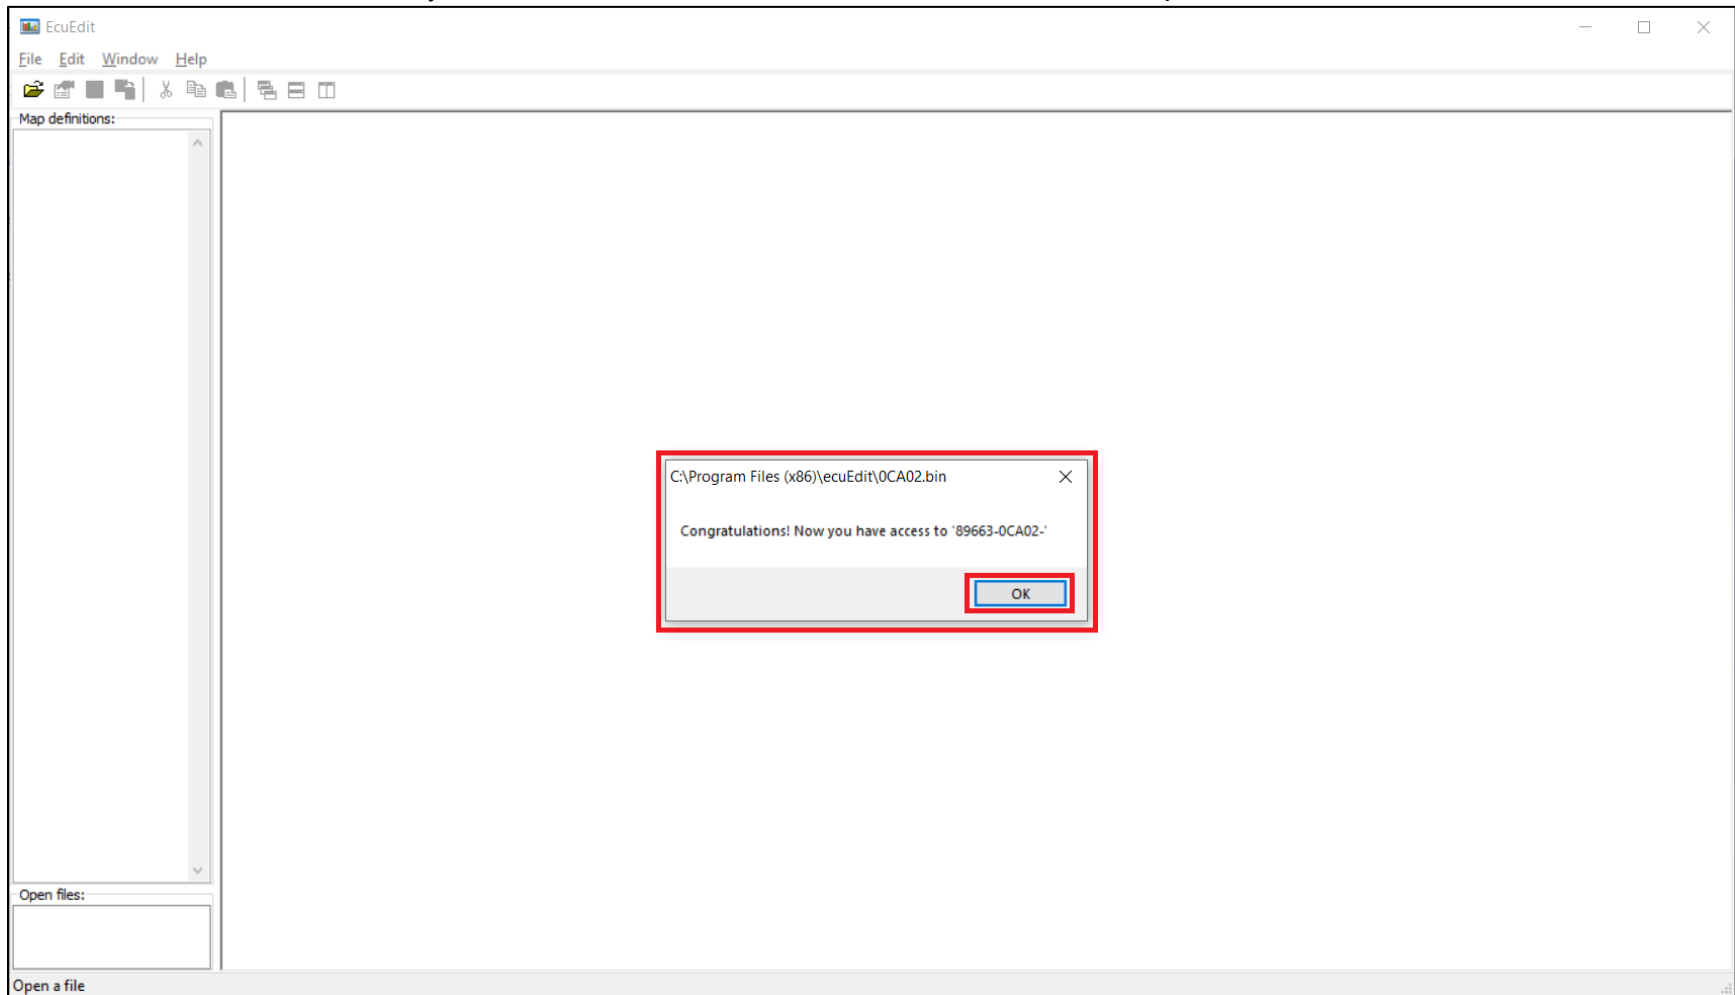 EcuEdit
File Edit Window Help
Map definitions:
C:\Program Files (x86)\ecuEdit\0CA02.bin
Congratulations! Now you have access to '89663-0CA02-'
OK
Open files:
Open a file